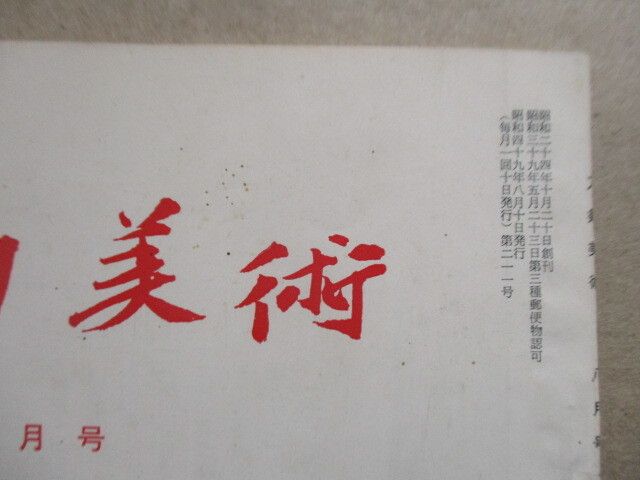 昭和二十四年十月二十日創刊
昭和三十九年五月二十三日第三種郵便物認可
昭和四十九年八月十日発行
(毎月一回十日発行)第二一一号
美術
月号